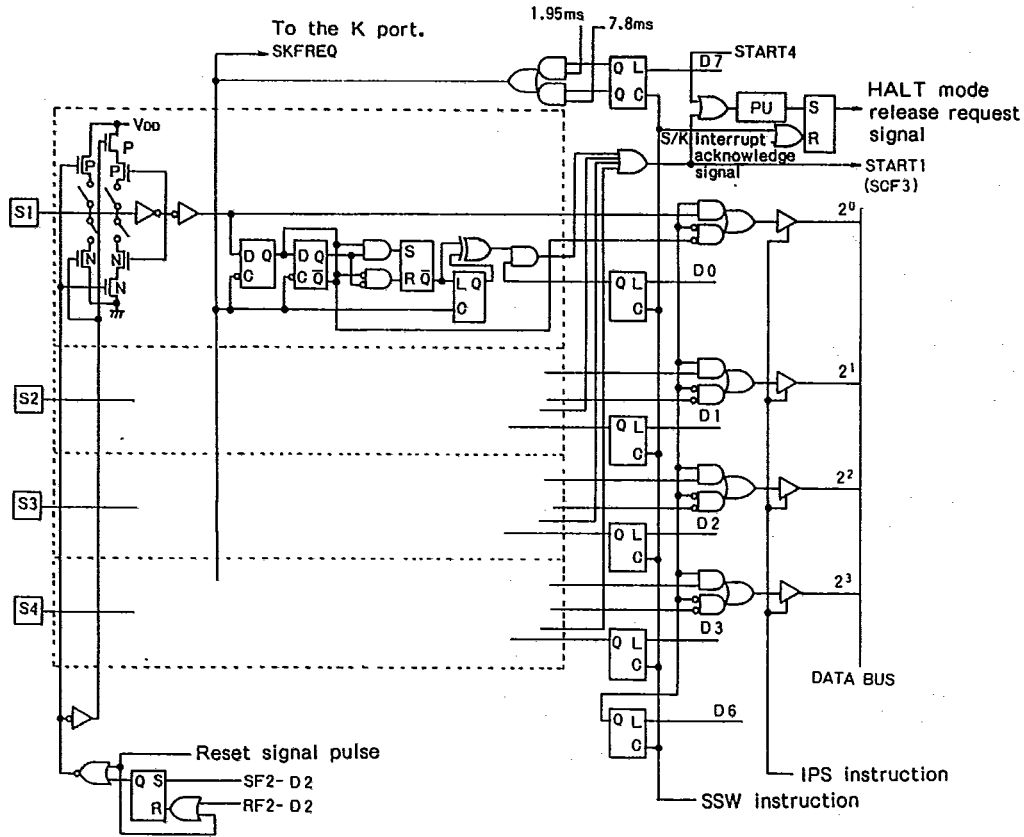 1.95ms
7.8ms
To the K port.
SKFREQ
START4
Q L
D7
Q C
PU
S
R
HALT mode
release request
signal
S/K interrupt
acknowledge
signal
START1
(SCF3)
VDD
P
P
P
N
N
N
S1
D Q
C
D Q
C Q̅
S
R Q̅
L
Q
C
Q L
C
D0
2⁰
S2
Q L
C
D1
2¹
S3
Q L
C
D2
2²
S4
Q L
C
D3
2³
DATA BUS
Q L
C
D6
Reset signal pulse
Q S
R
SF2-D2
RF2-D2
IPS instruction
SSW instruction